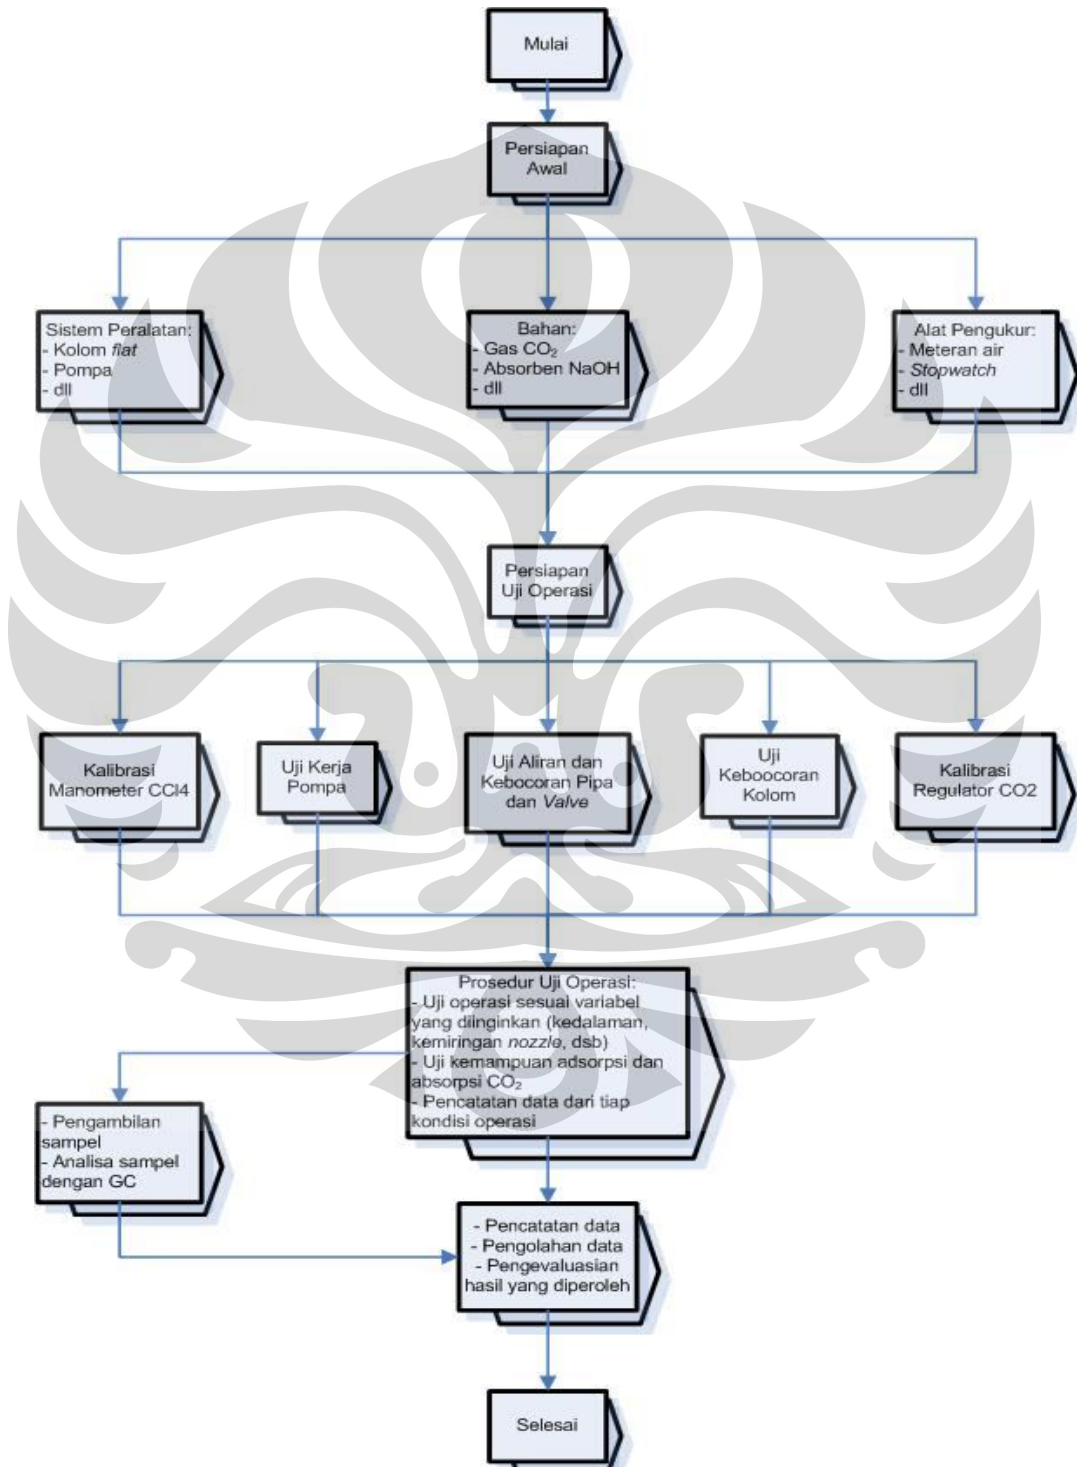 Mulai
Persiapan
Awal
Sistem Peralatan:
- Kolom flat
- Pompa
- dll
Bahan:
- Gas CO₂
- Absorben NaOH
- dll
Alat Pengukur:
- Meteran air
- Stopwatch
- dll
Persiapan
Uji Operasi
Kalibrasi
Manometer CCl4
Uji Kerja
Pompa
Uji Aliran dan
Kebocoran Pipa
dan Valve
Uji
Keboocoran
Kolom
Kalibrasi
Regulator CO2
Prosedur Uji Operasi:
- Uji operasi sesuai variabel
yang diinginkan (kedalaman,
kemiringan nozzle, dsb)
- Uji kemampuan adsorpsi dan
absorpsi CO₂
- Pencatatan data dari tiap
kondisi operasi
- Pengambilan
sampel
- Analisa sampel
dengan GC
- Pencatatan data
- Pengolahan data
- Pengevaluasian
hasil yang diperoleh
Selesai